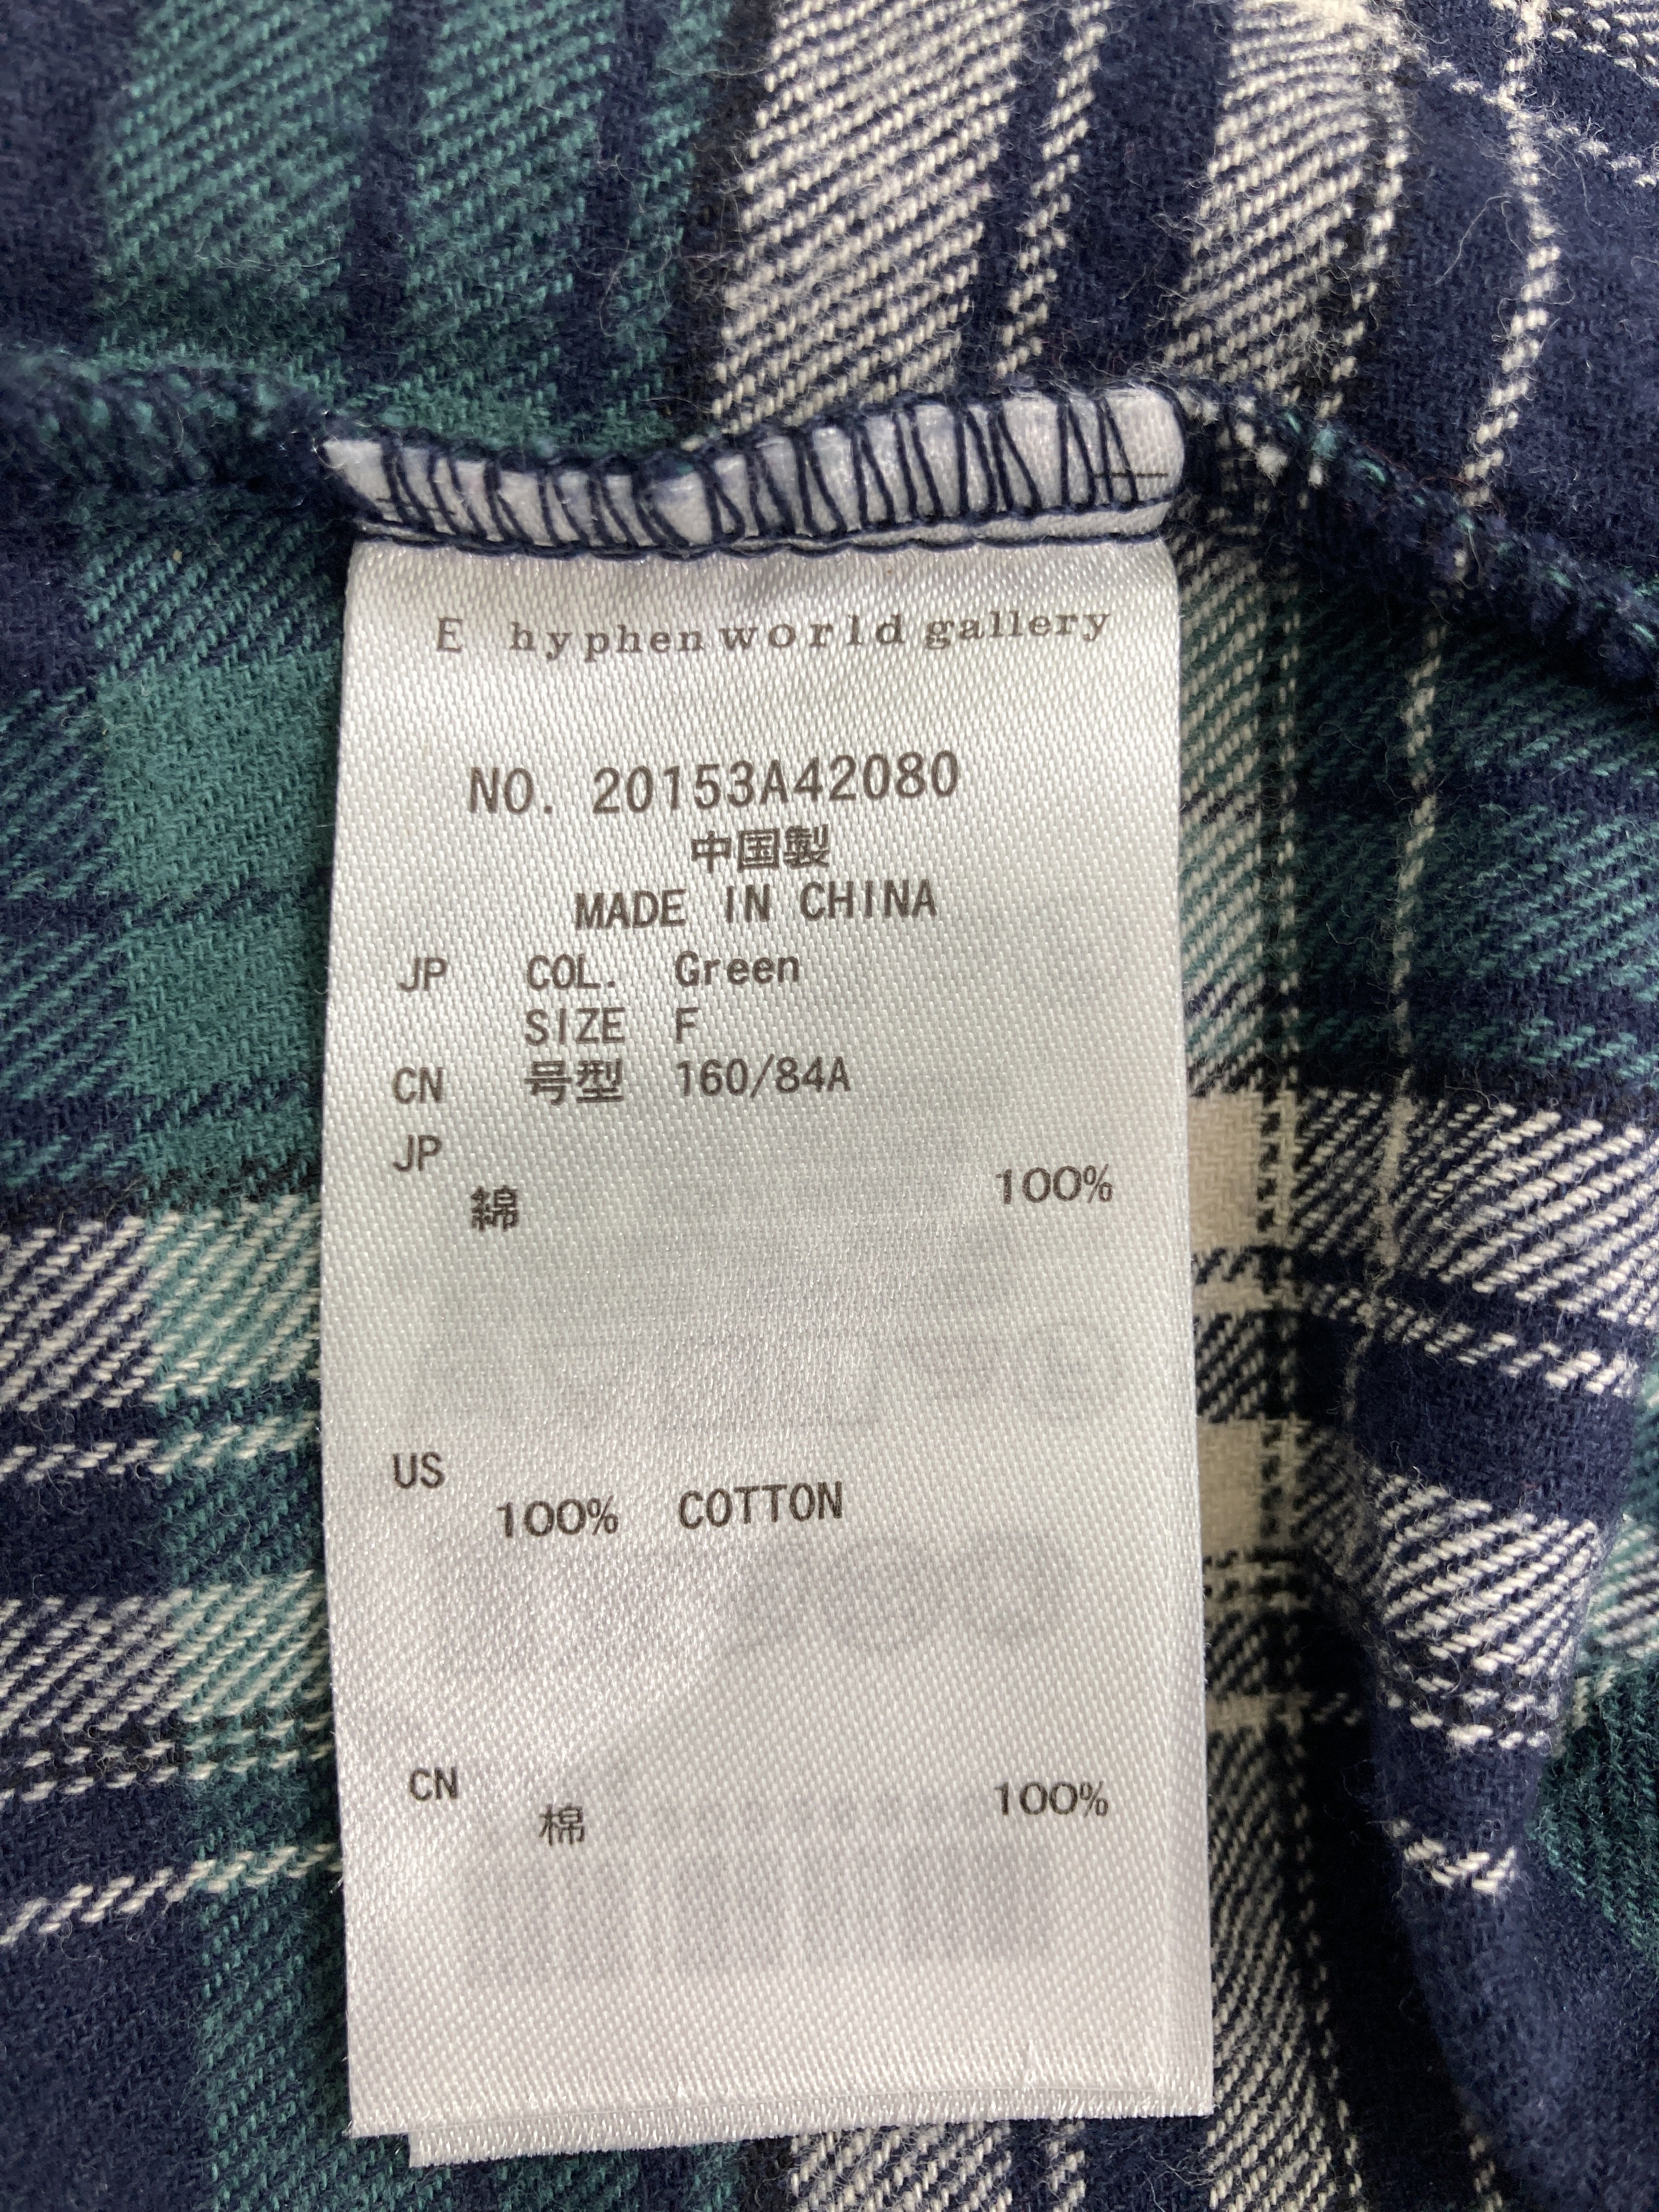 E hyphen world gallery
NO. 20153A42080
中国製
MADE IN CHINA
JP COL. Green
SIZE F
CN 号型 160/84A
JP
綿 100%
US
100% COTTON
CN
棉 100%